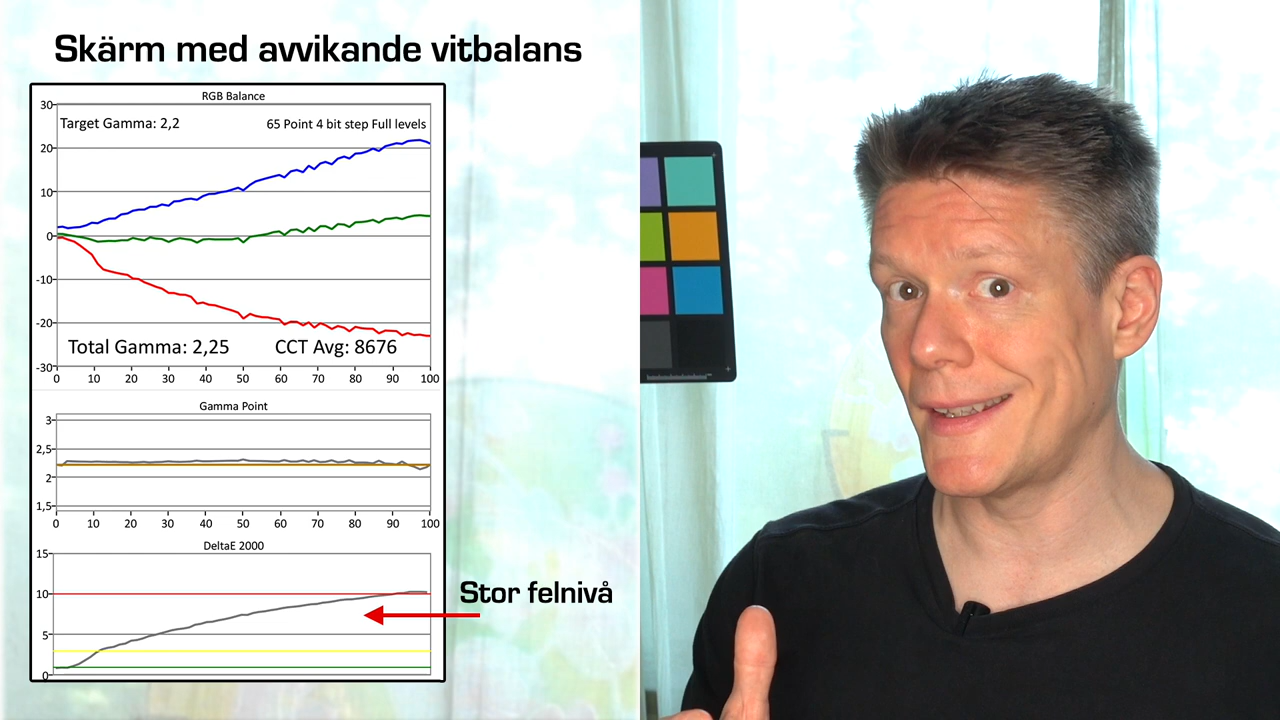 Skärm med avvikande vitbalans
RGB Balance
30
Target Gamma: 2,2
65 Point 4 bit step Full levels
20
10
0
-10
-20
Total Gamma: 2,25
CCT Avg: 8676
-30
0 10 20 30 40 50 60 70 80 90 100
Gamma Point
3
2,5
2
1,5
0 10 20 30 40 50 60 70 80 90 100
DeltaE 2000
15
10
Stor felnivå
5
0